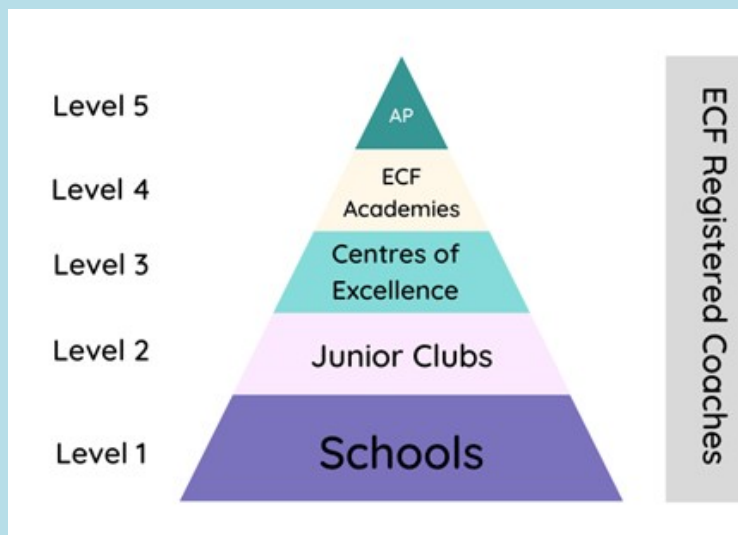 Level 5
AP
Level 4
ECF
Academies
Level 3
Centres of
Excellence
Level 2
Junior Clubs
Level 1
Schools
ECF Registered Coaches